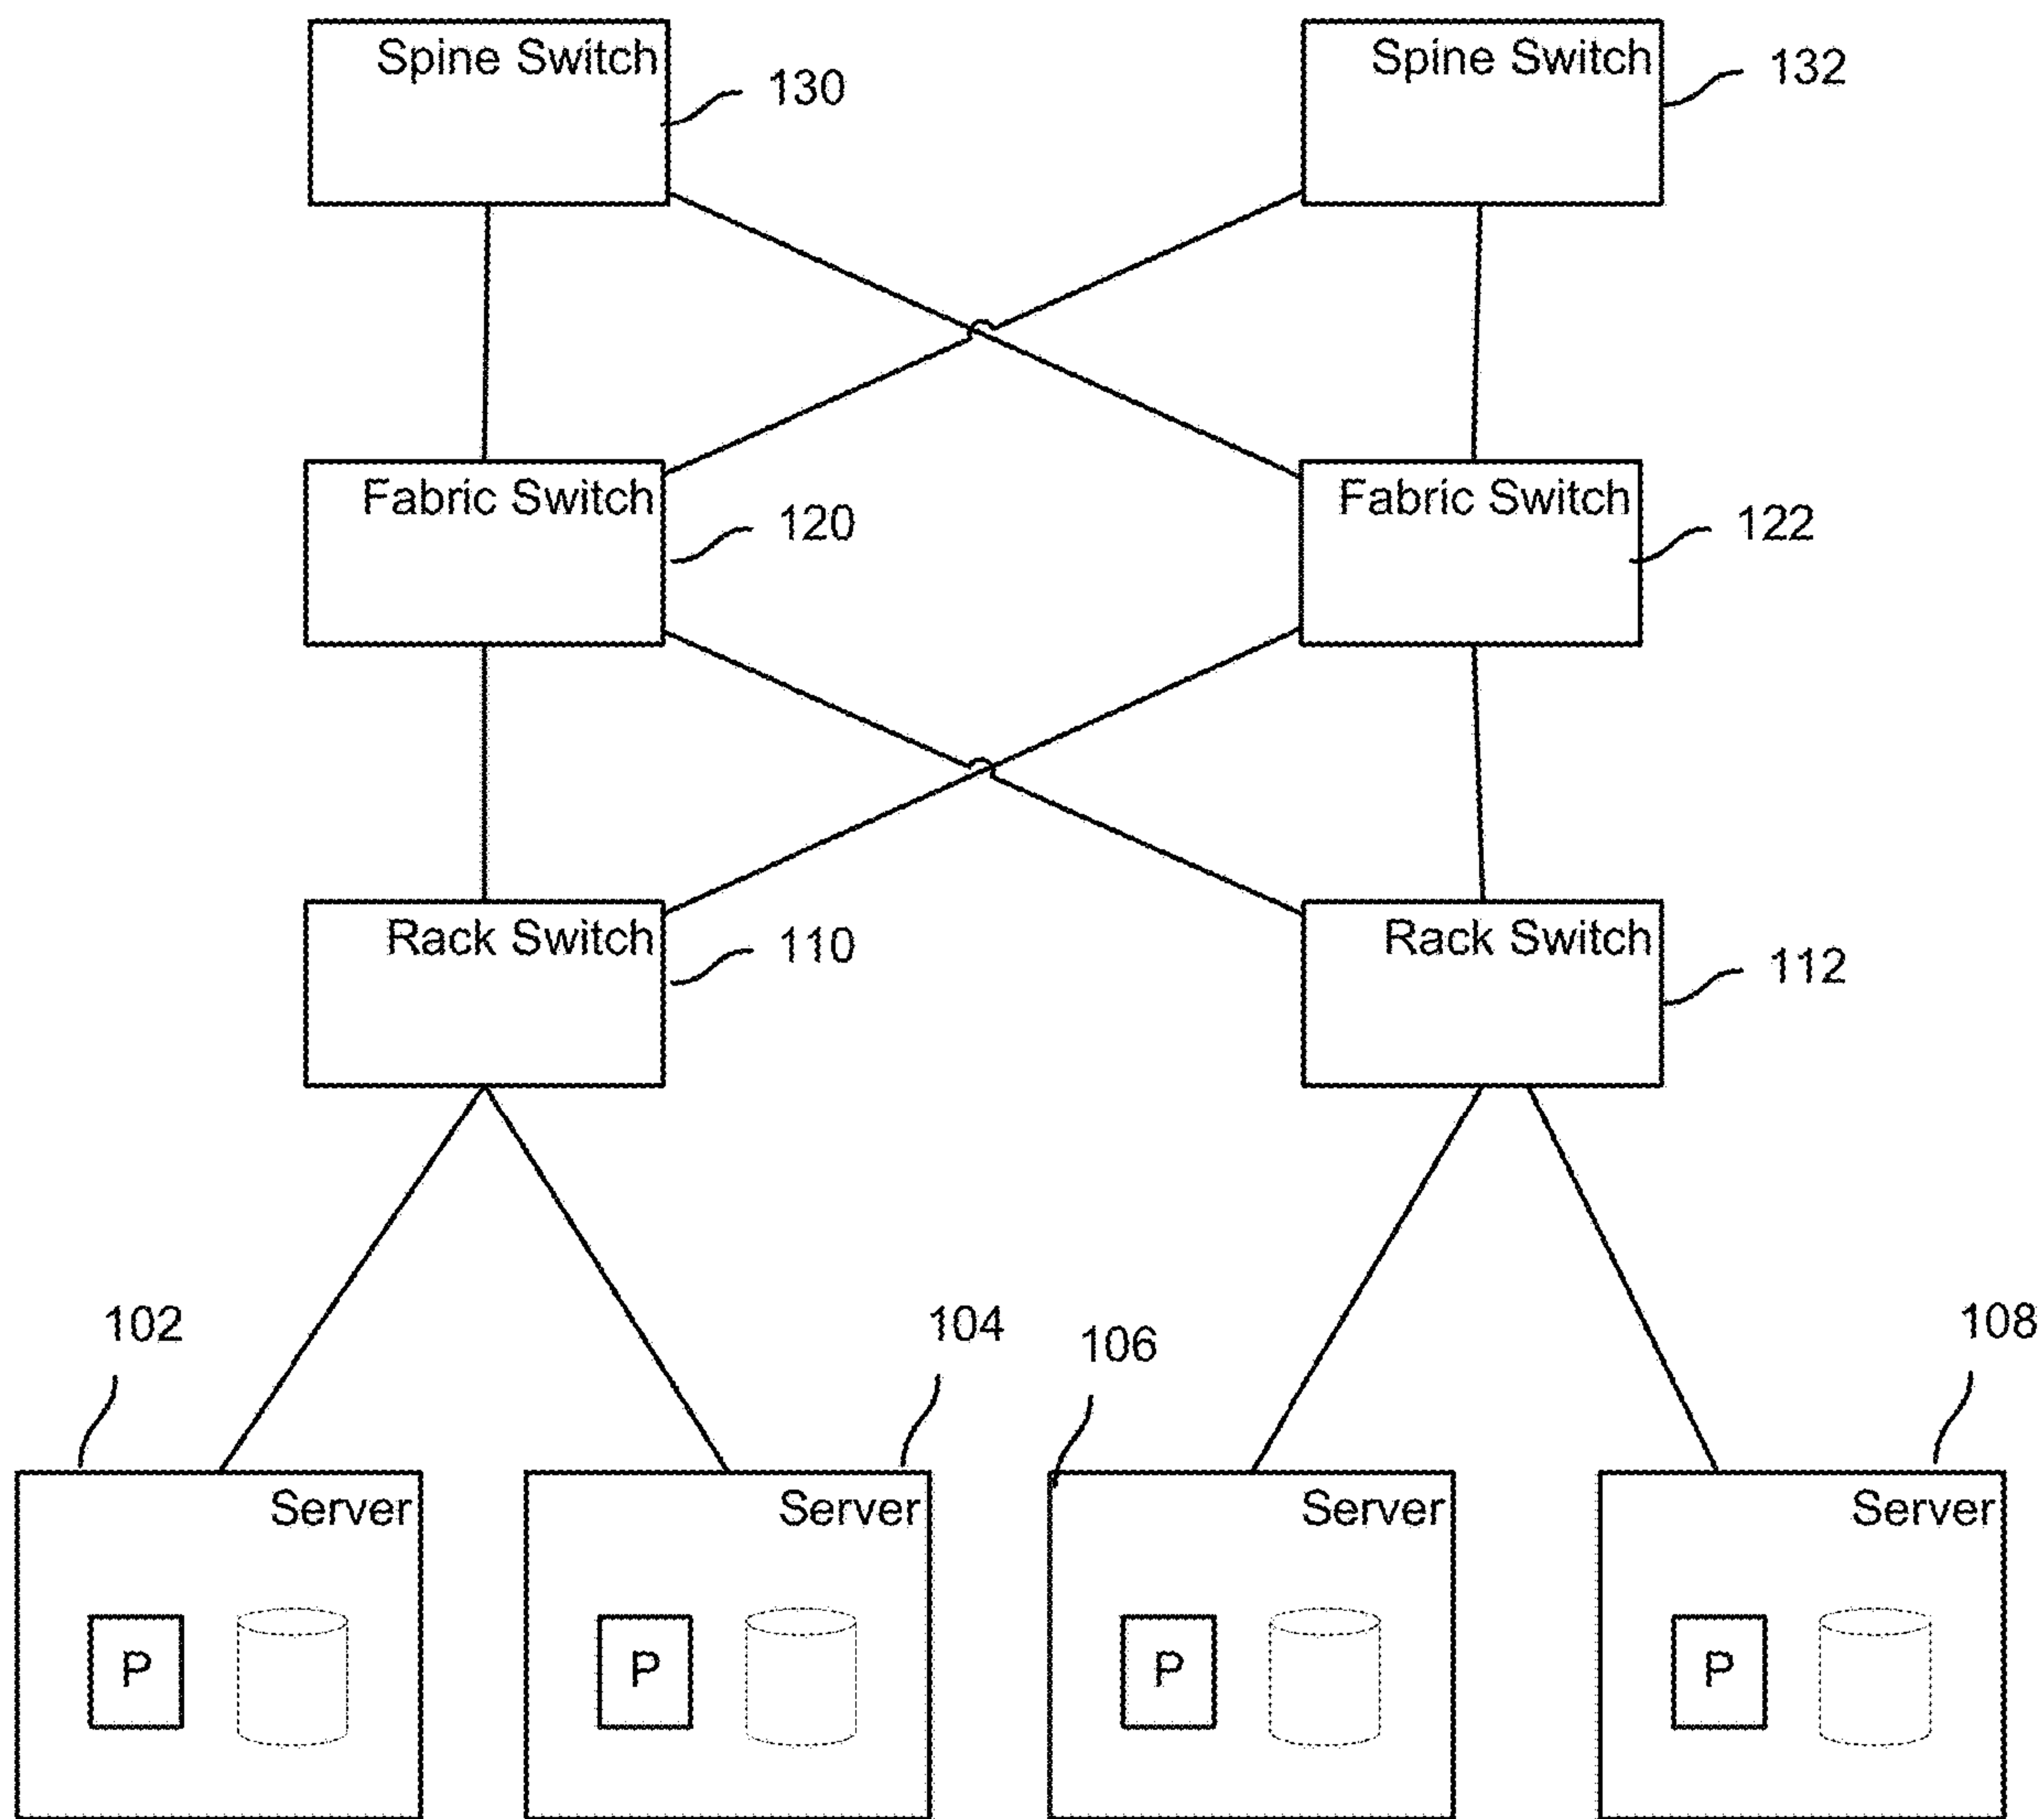 Spine Switch
130
Spine Switch
132
Fabric Switch
120
Fabric Switch
122
Rack Switch
110
Rack Switch
112
102
104
106
108
Server
Server
Server
Server
P
P
P
P